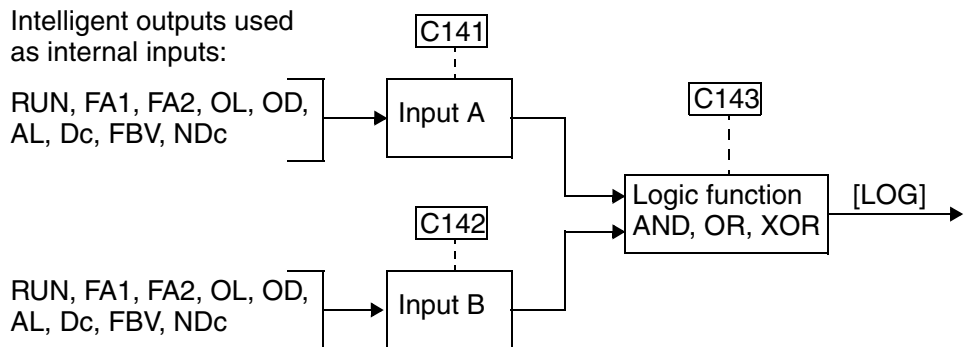 Intelligent outputs used
as internal inputs:
C141
RUN, FA1, FA2, OL, OD,
AL, Dc, FBV, NDc
Input A
C143
Logic function
AND, OR, XOR
[LOG]
C142
RUN, FA1, FA2, OL, OD,
AL, Dc, FBV, NDc
Input B